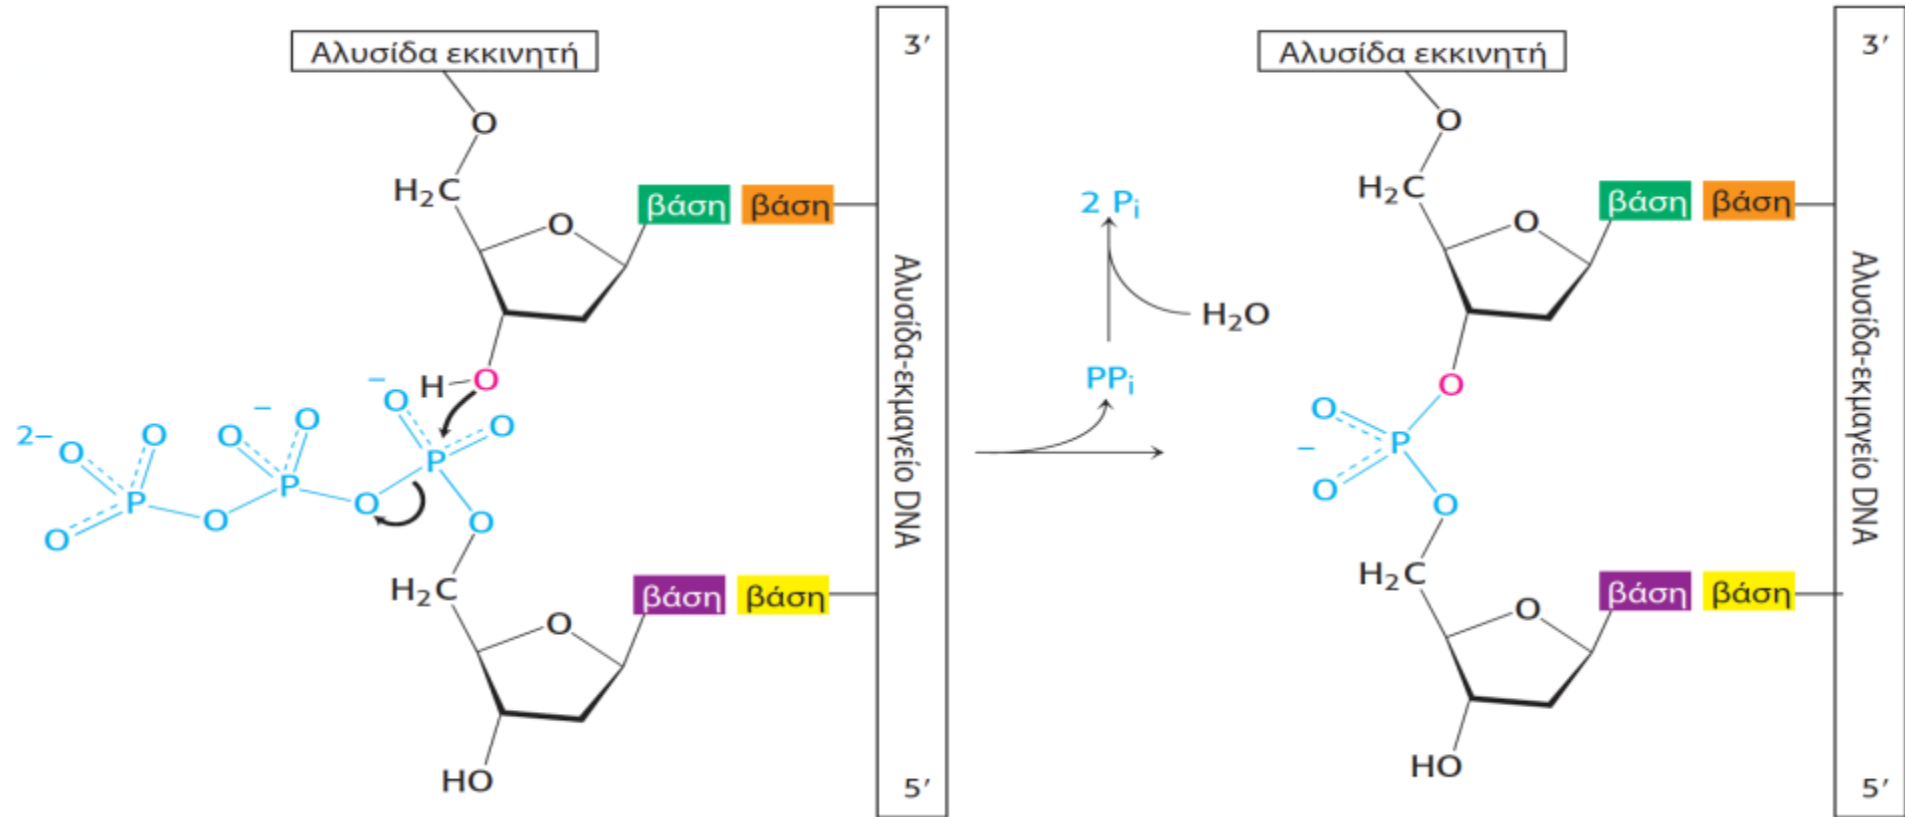 Αλυσίδα εκκινητή
3′
O
H₂C
O
βάση βάση
H–O
−
O
O
P
−
O
O
P
2−
O
O
P
O
O
O
O
H₂C
O
βάση βάση
HO
5′
Αλυσίδα-εκμαγείο DNA
2 Pᵢ
H₂O
PPᵢ
Αλυσίδα εκκινητή
3′
O
H₂C
O
βάση βάση
O
O
P
−
O
O
H₂C
O
βάση βάση
HO
5′
Αλυσίδα-εκμαγείο DNA